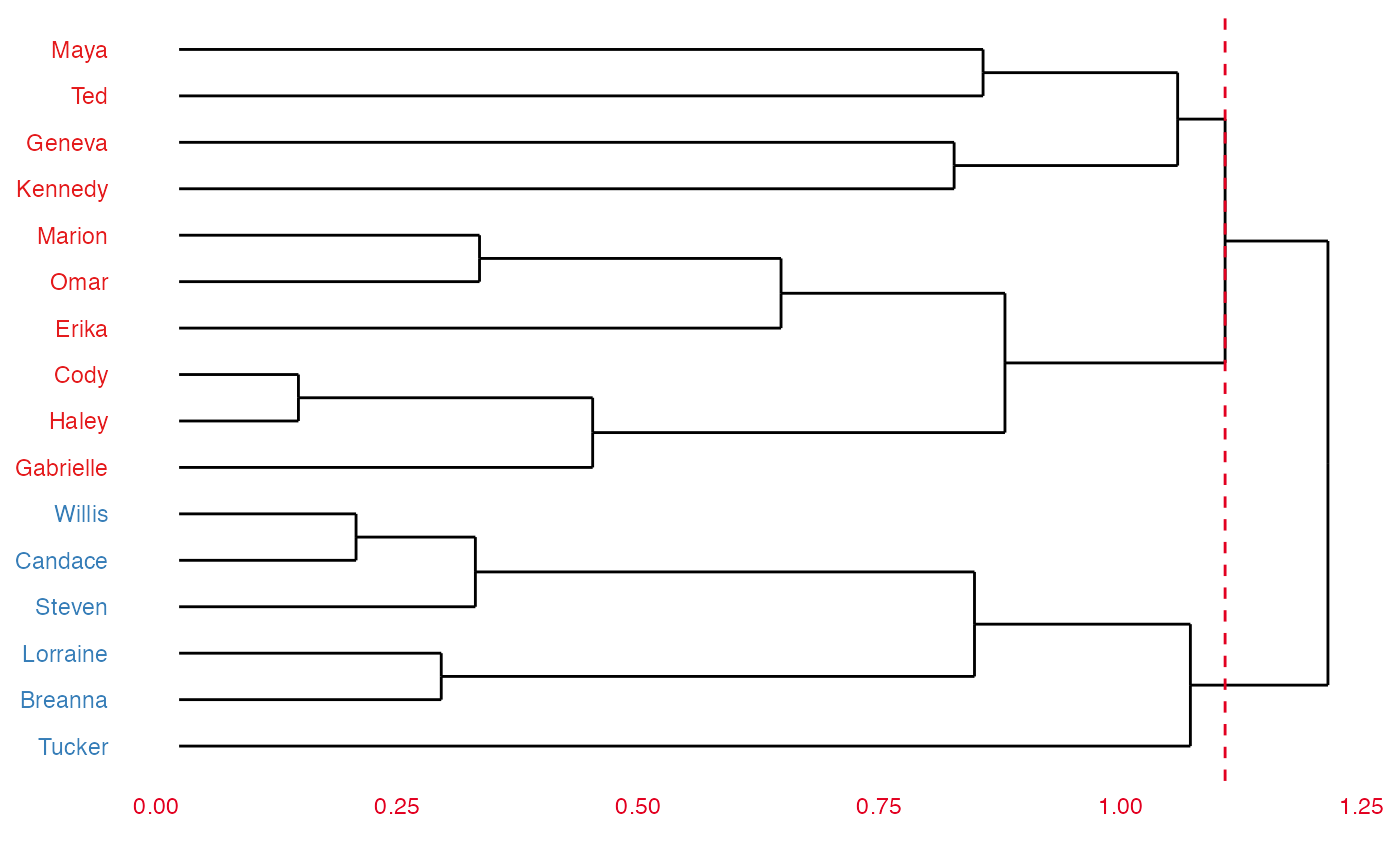 Maya
Ted
Geneva
Kennedy
Marion
Omar
Erika
Cody
Haley
Gabrielle
Willis
Candace
Steven
Lorraine
Breanna
Tucker
0.00 0.25 0.50 0.75 1.00 1.25